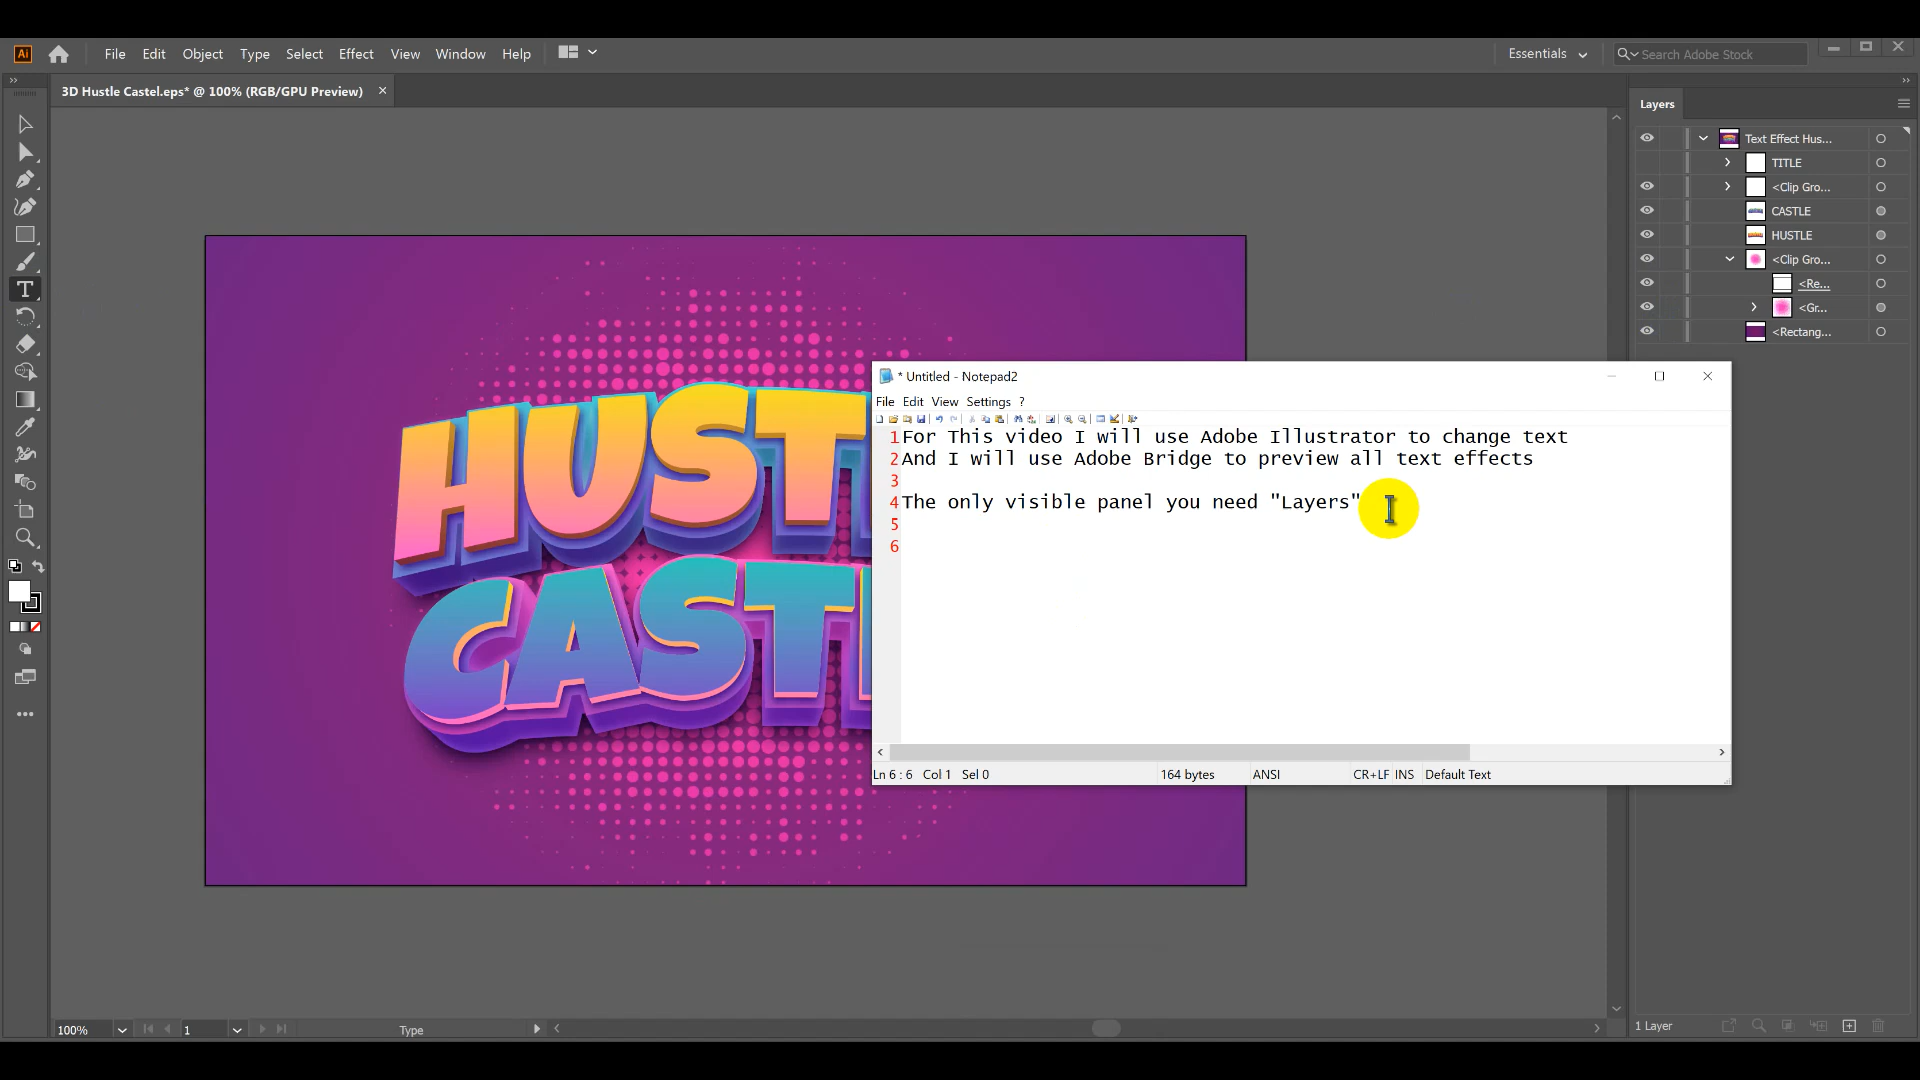 Ai File Edit Object Type Select Effect View Window Help Essentials Search Adobe Stock
3D Hustle Castel.eps* @ 100% (RGB/GPU Preview)
Layers
Text Effect Hus...
TITLE
<Clip Gro...
CASTLE
HUSTLE
<Clip Gro...
<Re...
<Gr...
<Rectang...
HUST
CAST
* Untitled - Notepad2
File Edit View Settings ?
1 For This video I will use Adobe Illustrator to change text
2 And I will use Adobe Bridge to preview all text effects
3
4 The only visible panel you need "Layers"
5
6
Ln 6 : 6 Col 1 Sel 0 164 bytes ANSI CR+LF INS Default Text
100% 1 Type
1 Layer